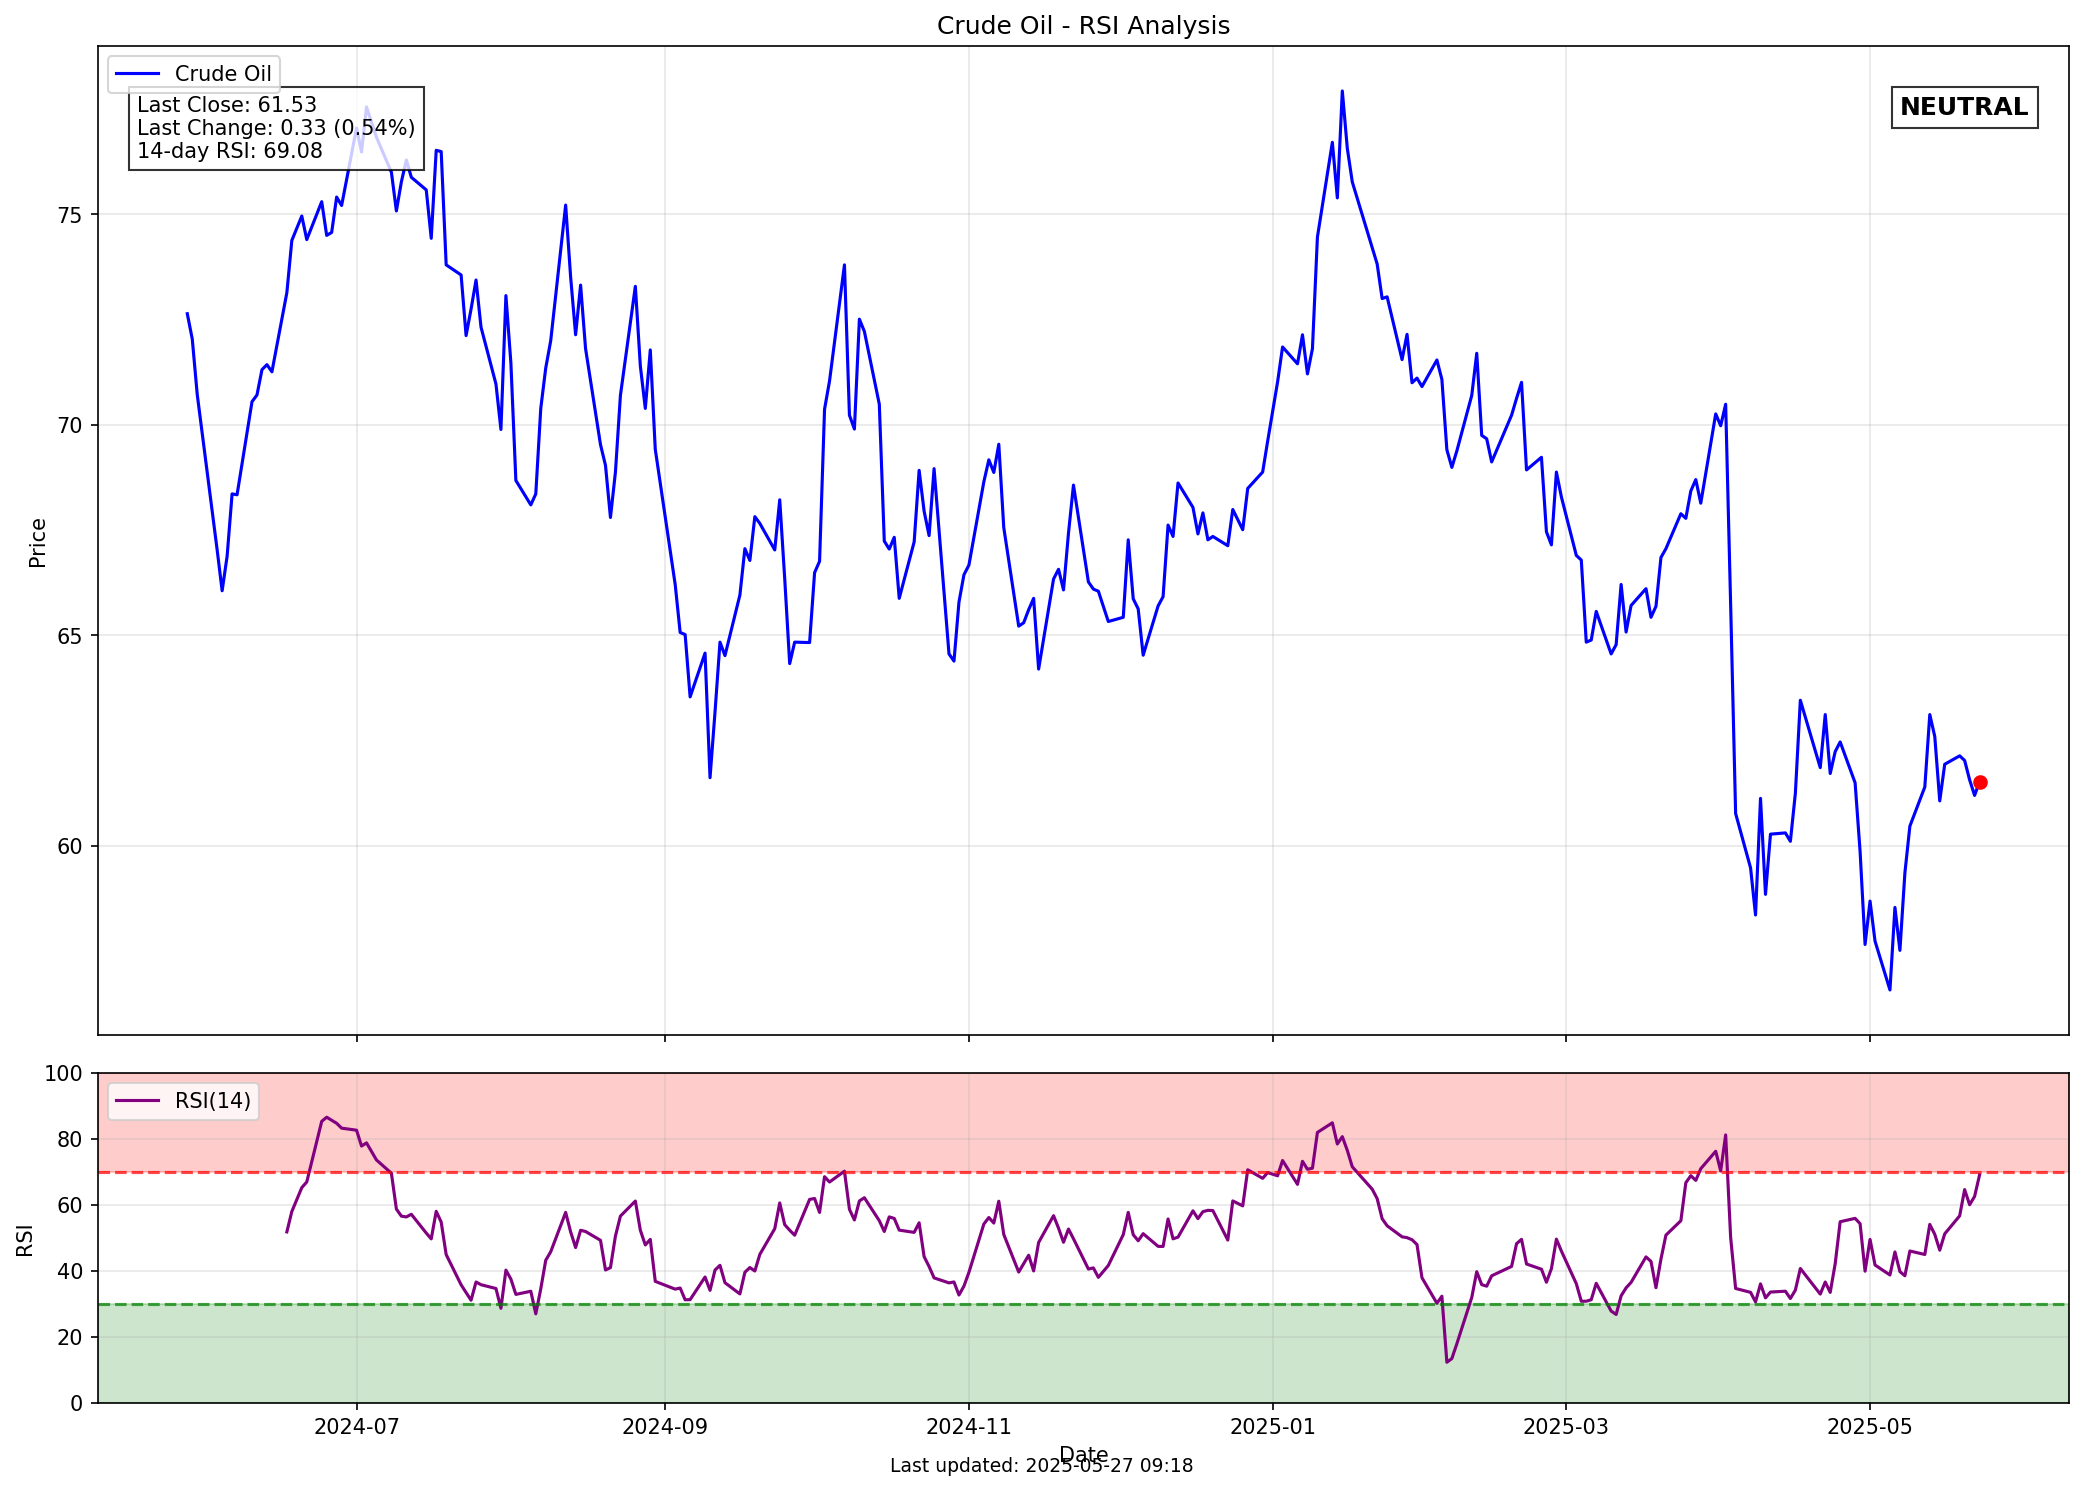 Crude Oil - RSI Analysis
Crude Oil
Last Close: 61.53
Last Change: 0.33 (0.54%)
14-day RSI: 69.08
NEUTRAL
Price
75
70
65
60
RSI(14)
RSI
100
80
60
40
20
0
2024-07
2024-09
2024-11
2025-01
2025-03
2025-05
Date
Last updated: 2025-05-27 09:18